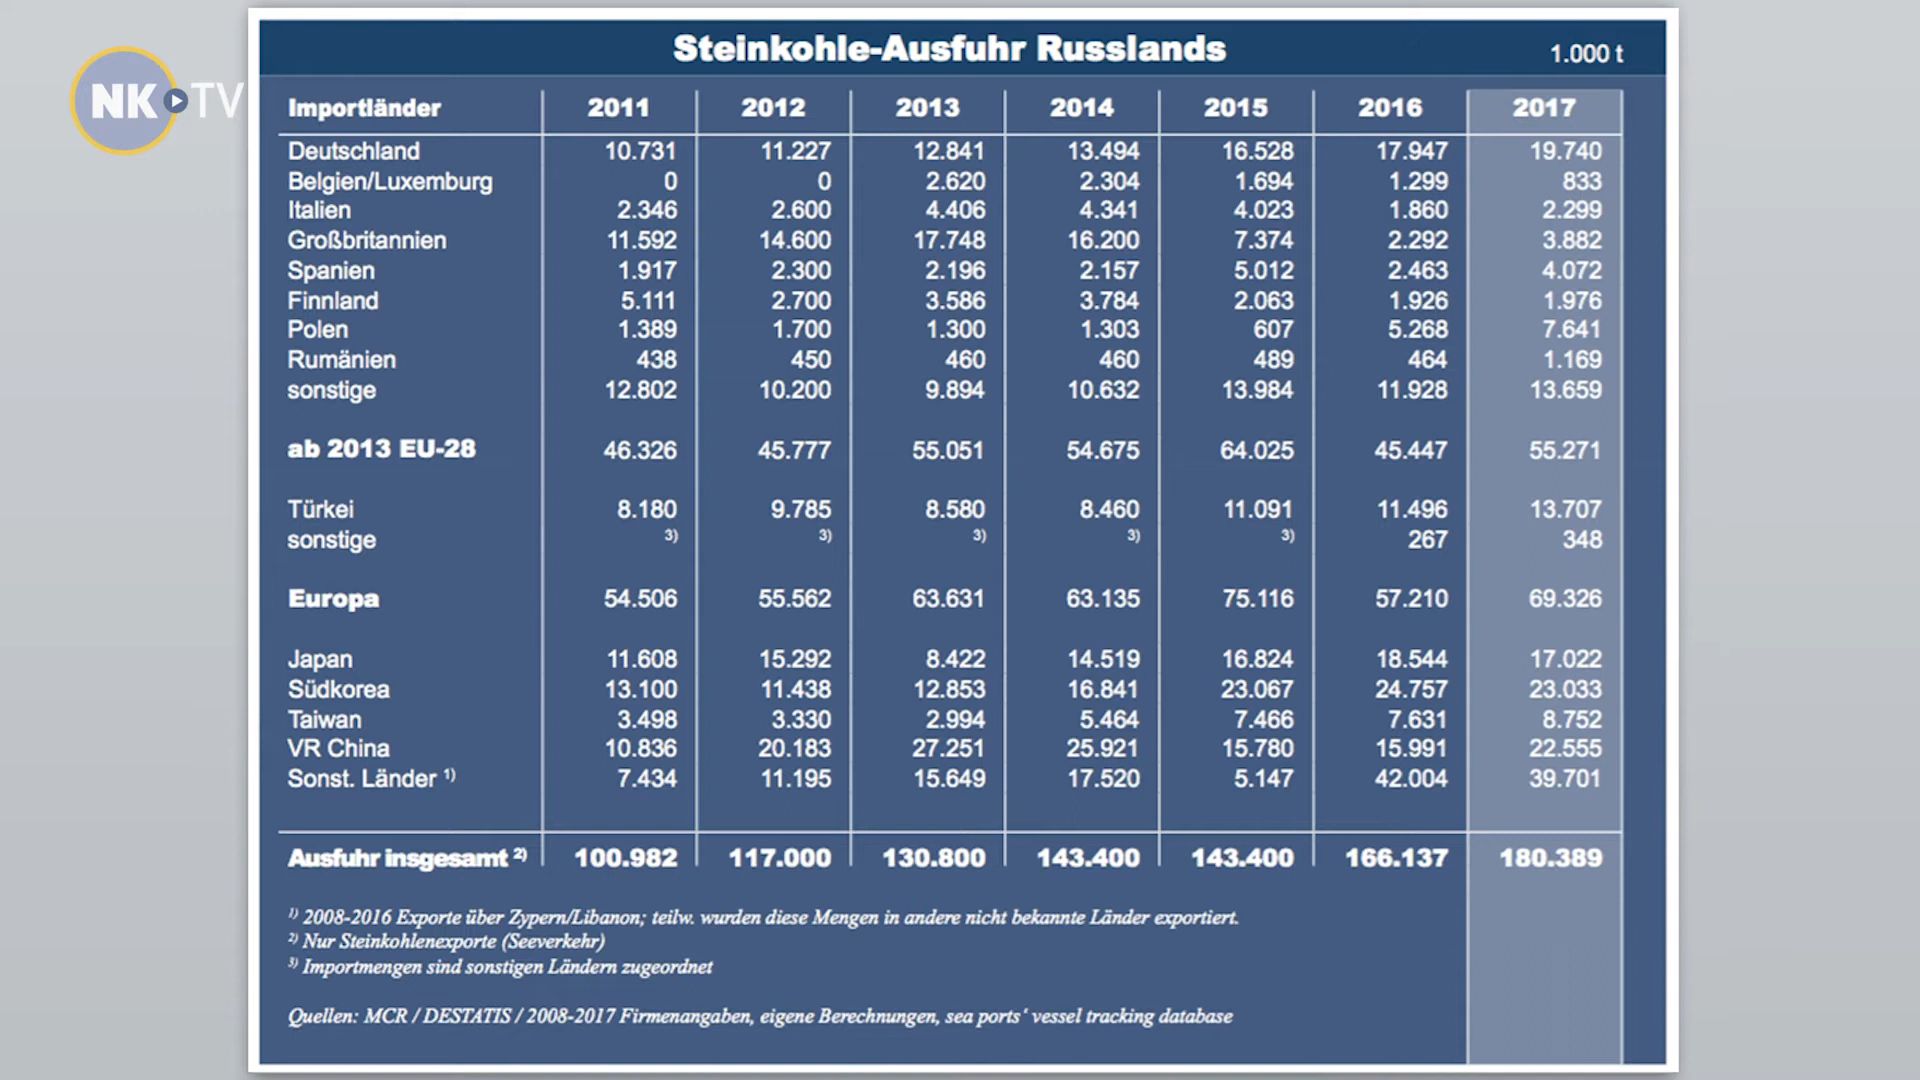 NK TV
Steinkohle-Ausfuhr Russlands 1.000 t
Importländer 2011 2012 2013 2014 2015 2016 2017
Deutschland 10.731 11.227 12.841 13.494 16.528 17.947 19.740
Belgien/Luxemburg 0 0 2.620 2.304 1.694 1.299 833
Italien 2.346 2.600 4.406 4.341 4.023 1.860 2.299
Großbritannien 11.592 14.600 17.748 16.200 7.374 2.292 3.882
Spanien 1.917 2.300 2.196 2.157 5.012 2.463 4.072
Finnland 5.111 2.700 3.586 3.784 2.063 1.926 1.976
Polen 1.389 1.700 1.300 1.303 607 5.268 7.641
Rumänien 438 450 460 460 489 464 1.169
sonstige 12.802 10.200 9.894 10.632 13.984 11.928 13.659
ab 2013 EU-28 46.326 45.777 55.051 54.675 64.025 45.447 55.271
Türkei 8.180 9.785 8.580 8.460 11.091 11.496 13.707
sonstige 3) 3) 3) 3) 3) 267 348
Europa 54.506 55.562 63.631 63.135 75.116 57.210 69.326
Japan 11.608 15.292 8.422 14.519 16.824 18.544 17.022
Südkorea 13.100 11.438 12.853 16.841 23.067 24.757 23.033
Taiwan 3.498 3.330 2.994 5.464 7.466 7.631 8.752
VR China 10.836 20.183 27.251 25.921 15.780 15.991 22.555
Sonst. Länder 1) 7.434 11.195 15.649 17.520 5.147 42.004 39.701
Ausfuhr insgesamt 2) 100.982 117.000 130.800 143.400 143.400 166.137 180.389
1) 2008-2016 Exporte über Zypern/Libanon; teilw. wurden diese Mengen in andere nicht bekannte Länder exportiert.
2) Nur Steinkohlenexporte (Seeverkehr)
3) Importmengen sind sonstigen Ländern zugeordnet
Quellen: MCR / DESTATIS / 2008-2017 Firmenangaben, eigene Berechnungen, sea ports' vessel tracking database